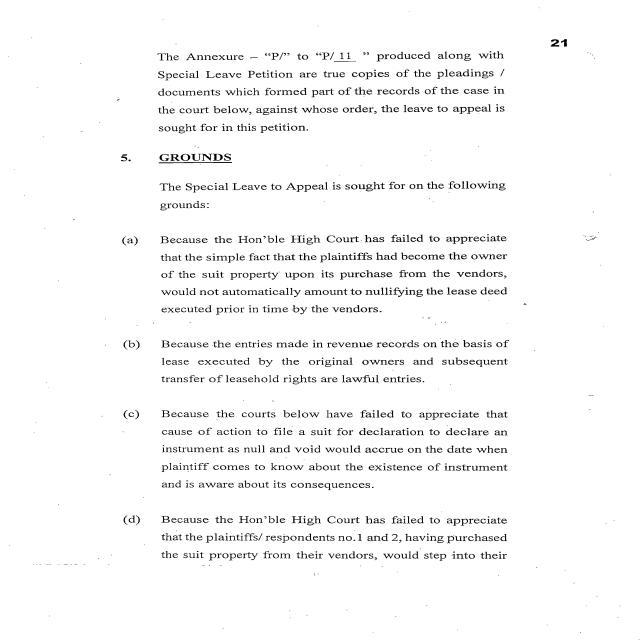 21
The Annexure – “P/” to “P/ 11 ” produced along with
Special Leave Petition are true copies of the pleadings /
documents which formed part of the records of the case in
the court below, against whose order, the leave to appeal is
sought for in this petition.
5. GROUNDS
The Special Leave to Appeal is sought for on the following
grounds:
(a) Because the Hon’ble High Court has failed to appreciate
that the simple fact that the plaintiffs had become the owner
of the suit property upon its purchase from the vendors,
would not automatically amount to nullifying the lease deed
executed prior in time by the vendors.
(b) Because the entries made in revenue records on the basis of
lease executed by the original owners and subsequent
transfer of leasehold rights are lawful entries.
(c) Because the courts below have failed to appreciate that
cause of action to file a suit for declaration to declare an
instrument as null and void would accrue on the date when
plaintiff comes to know about the existence of instrument
and is aware about its consequences.
(d) Because the Hon’ble High Court has failed to appreciate
that the plaintiffs/ respondents no.1 and 2, having purchased
the suit property from their vendors, would step into their